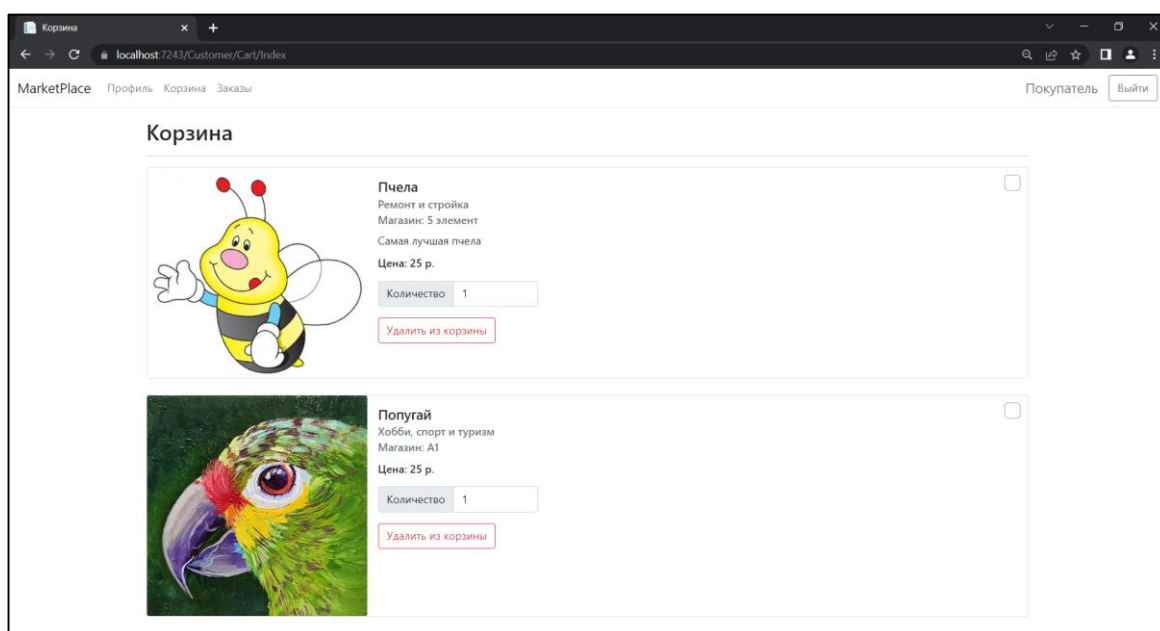 Корзина
localhost:7243/Customer/Cart/Index
MarketPlace Профиль Корзина Заказы Покупатель Выйти
Корзина
Пчела
Ремонт и стройка
Магазин: 5 элемент
Самая лучшая пчела
Цена: 25 р.
Количество 1
Удалить из корзины
Попугай
Хобби, спорт и туризм
Магазин: А1
Цена: 25 р.
Количество 1
Удалить из корзины